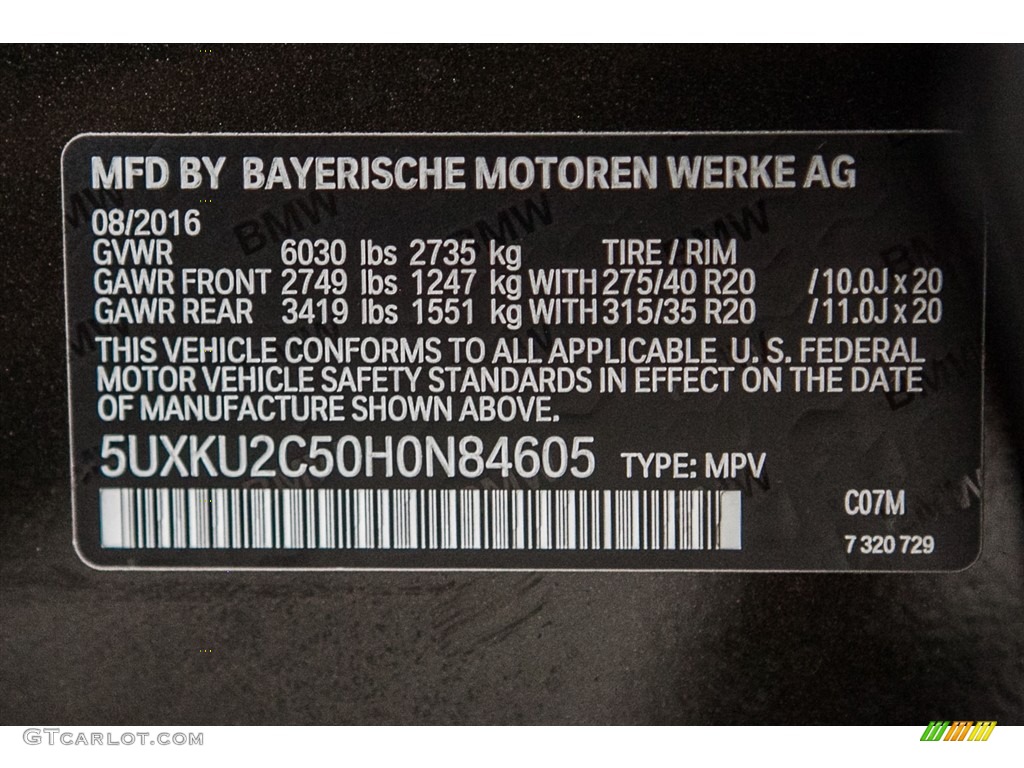 MFD BY BAYERISCHE MOTOREN WERKE AG
08/2016
GVWR 6030 lbs 2735 kg TIRE / RIM
GAWR FRONT 2749 lbs 1247 kg WITH 275/40 R20 / 10.0J x 20
GAWR REAR 3419 lbs 1551 kg WITH 315/35 R20 / 11.0J x 20
THIS VEHICLE CONFORMS TO ALL APPLICABLE U. S. FEDERAL
MOTOR VEHICLE SAFETY STANDARDS IN EFFECT ON THE DATE
OF MANUFACTURE SHOWN ABOVE.
5UXKU2C50H0N84605 TYPE: MPV
C07M
7 320 729
GTCarLot.com